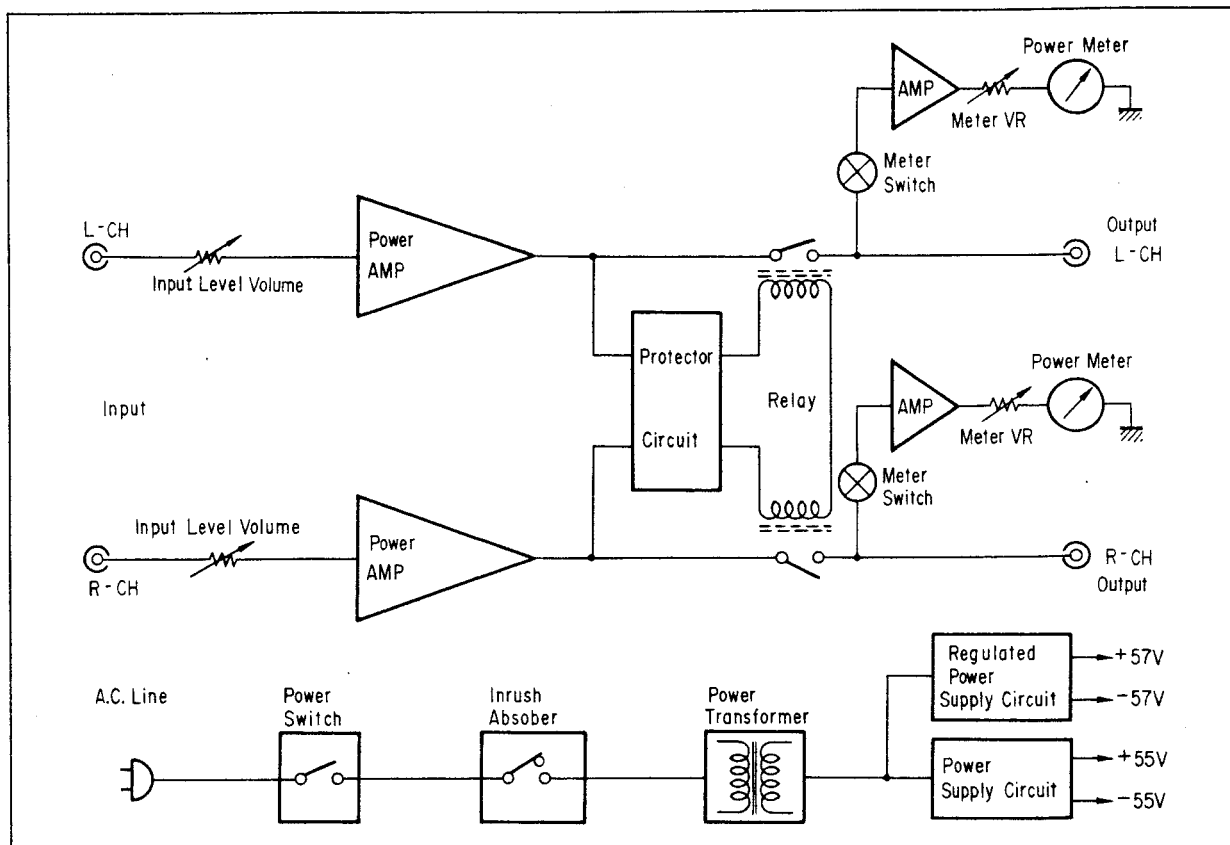 Power Meter
AMP
Meter VR
Meter
Switch
L-CH
Input Level Volume
Power
AMP
Output
L-CH
Protector
Circuit
Relay
Input
Power Meter
AMP
Meter VR
Meter
Switch
Input Level Volume
R-CH
Power
AMP
R-CH
Output
A.C. Line
Power
Switch
Inrush
Absober
Power
Transformer
Regulated
Power
Supply Circuit
+57V
-57V
Power
Supply Circuit
+55V
-55V